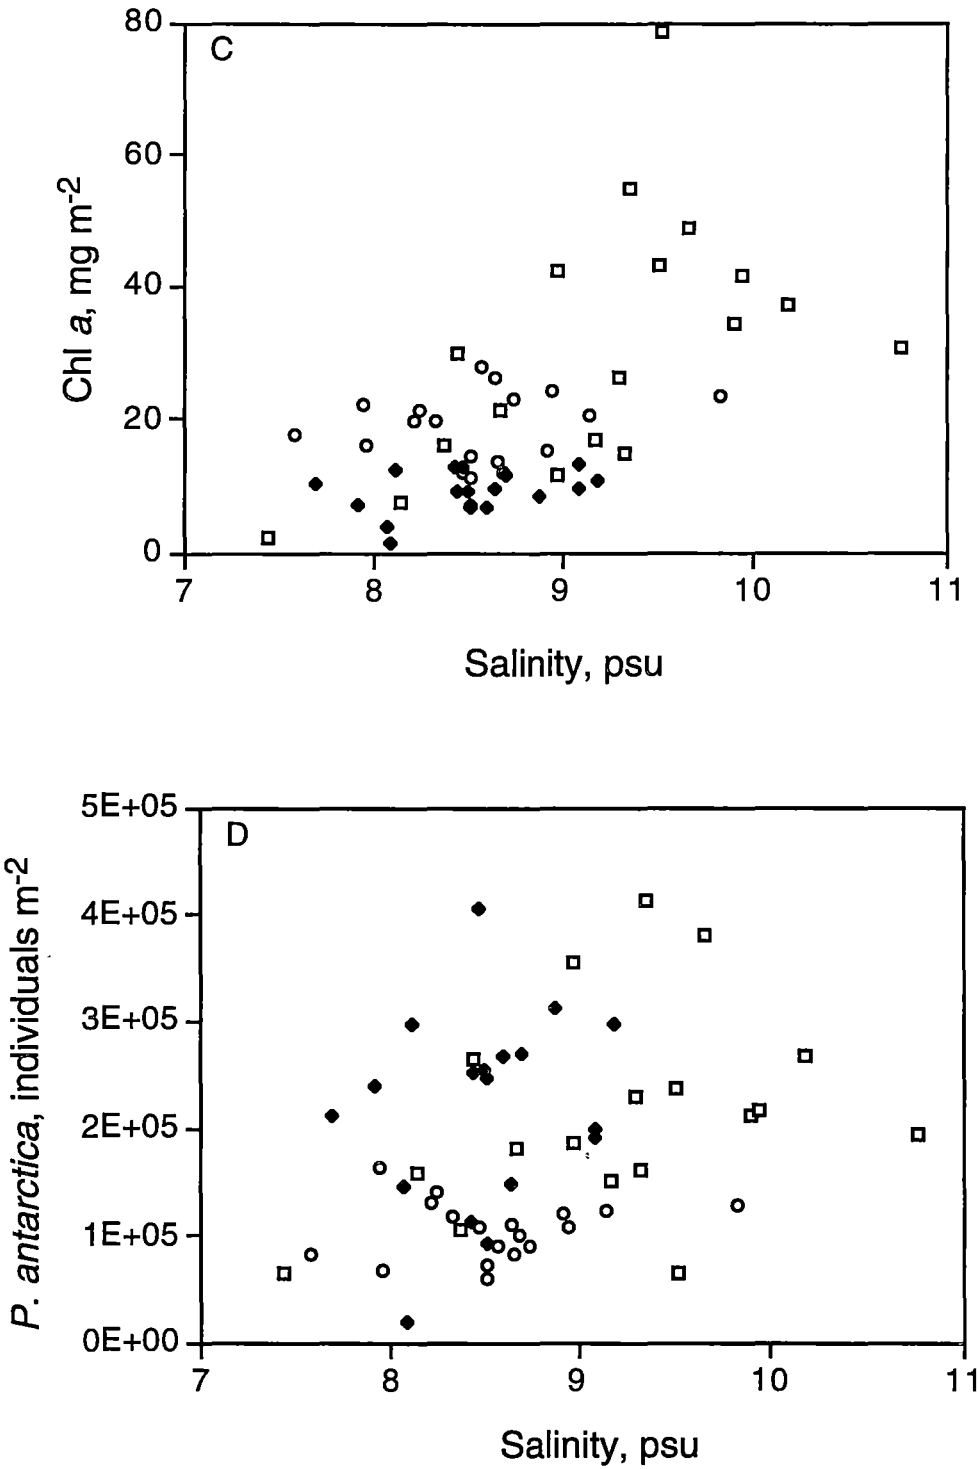 C
80
60
40
20
0
Chl a, mg m-2
7 8 9 10 11
Salinity, psu
D
5E+05
4E+05
3E+05
2E+05
1E+05
0E+00
P. antarctica, individuals m-2
7 8 9 10 11
Salinity, psu